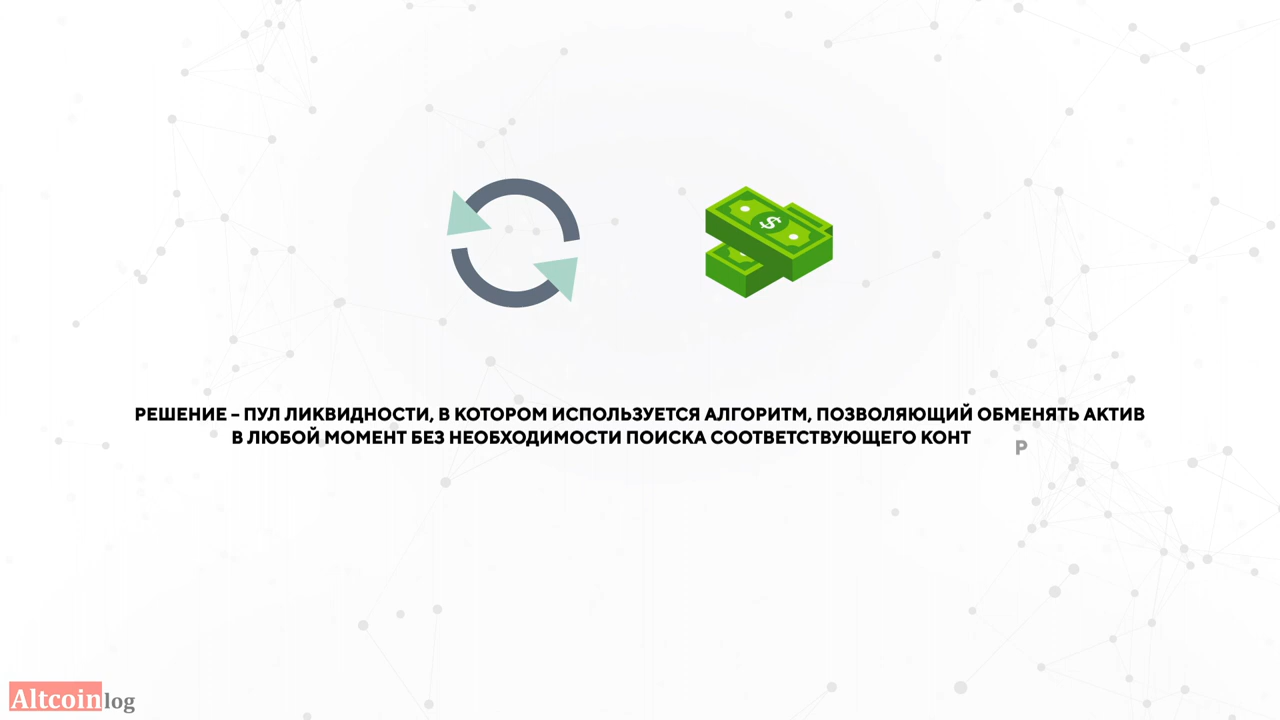 РЕШЕНИЕ – ПУЛ ЛИКВИДНОСТИ, В КОТОРОМ ИСПОЛЬЗУЕТСЯ АЛГОРИТМ, ПОЗВОЛЯЮЩИЙ ОБМЕНЯТЬ АКТИВ
В ЛЮБОЙ МОМЕНТ БЕЗ НЕОБХОДИМОСТИ ПОИСКА СООТВЕТСТВУЮЩЕГО КОНТ Р
Altcoinlog